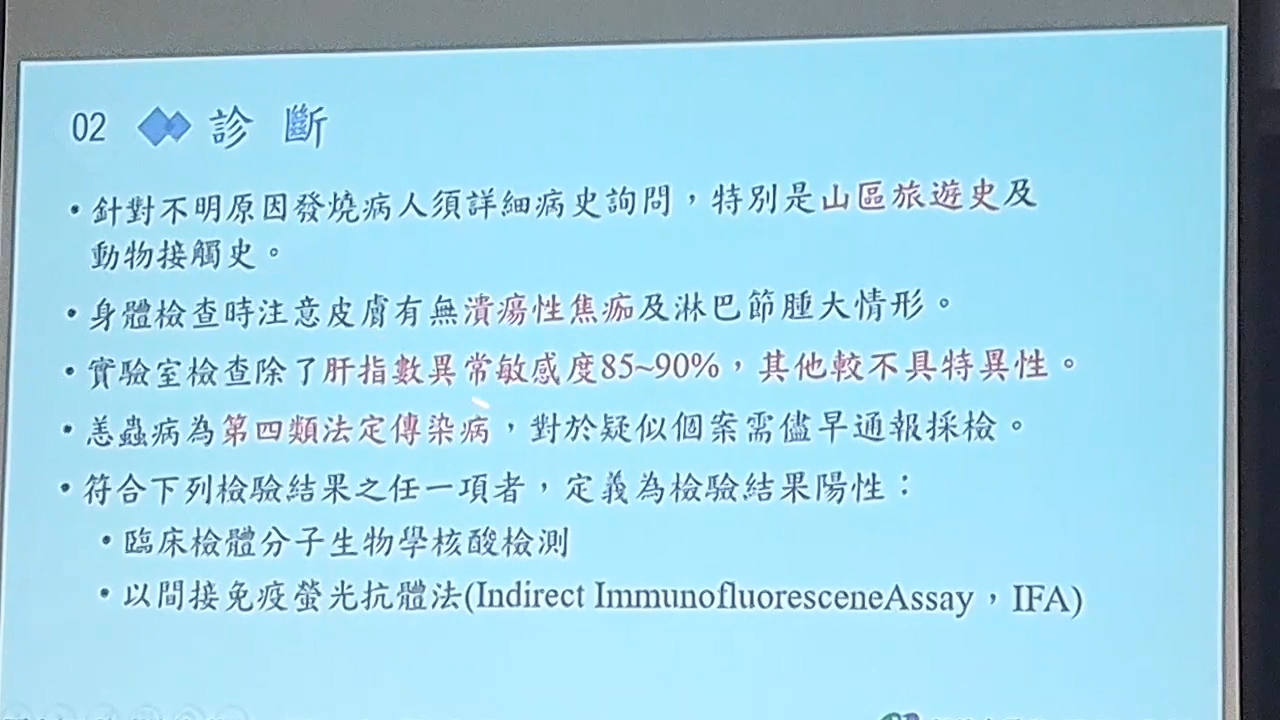 02 診 斷
• 針對不明原因發燒病人須詳細病史詢問，特別是山區旅遊史及
動物接觸史。
• 身體檢查時注意皮膚有無潰瘍性焦痂及淋巴節腫大情形。
• 實驗室檢查除了肝指數異常敏感度85~90%，其他較不具特異性。
• 恙蟲病為第四類法定傳染病，對於疑似個案需儘早通報採檢。
• 符合下列檢驗結果之任一項者，定義為檢驗結果陽性：
• 臨床檢體分子生物學核酸檢測
• 以間接免疫螢光抗體法(Indirect ImmunofluoresceneAssay，IFA)